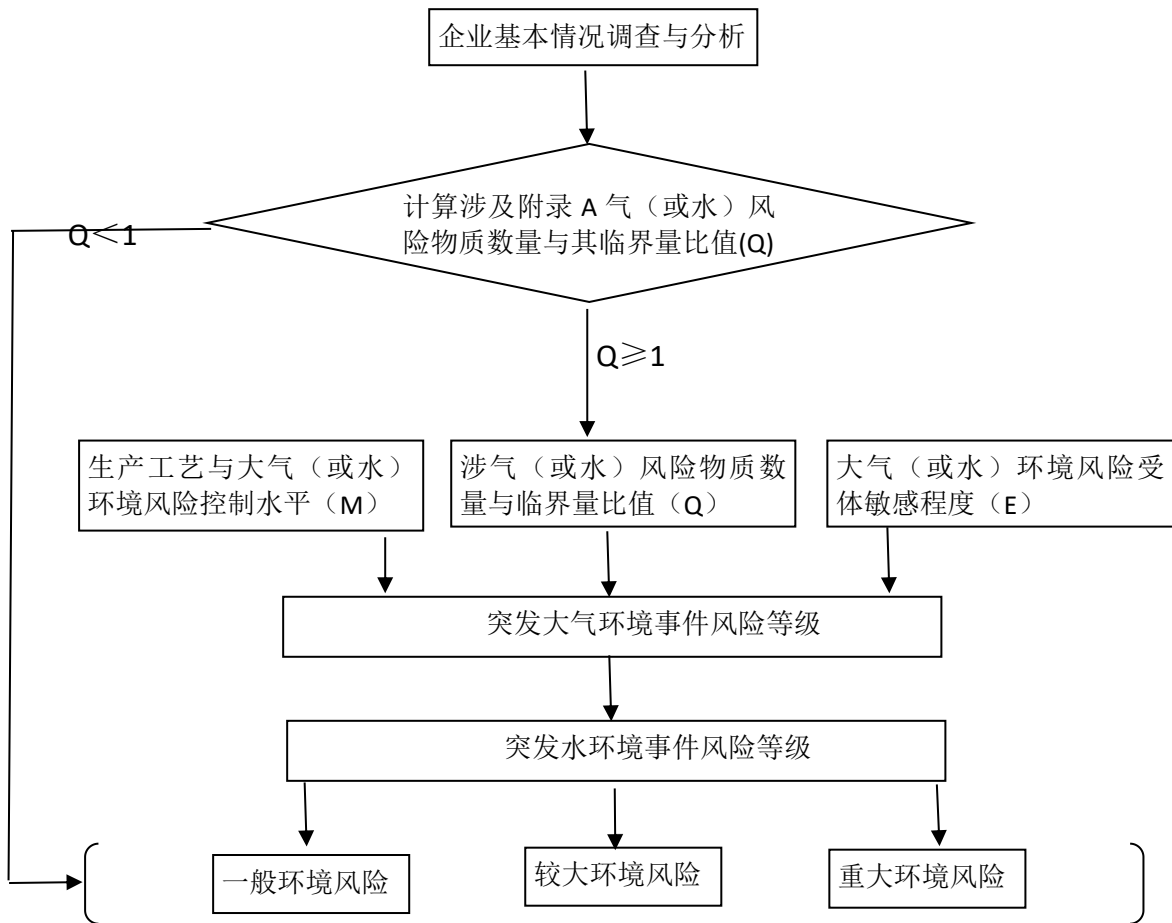 企业基本情况调查与分析
计算涉及附录 A 气（或水）风
险物质数量与其临界量比值(Q)
Q＜1
Q≥1
生产工艺与大气（或水）
环境风险控制水平（M）
涉气（或水）风险物质数
量与临界量比值（Q）
大气（或水）环境风险受
体敏感程度（E）
突发大气环境事件风险等级
突发水环境事件风险等级
一般环境风险
较大环境风险
重大环境风险